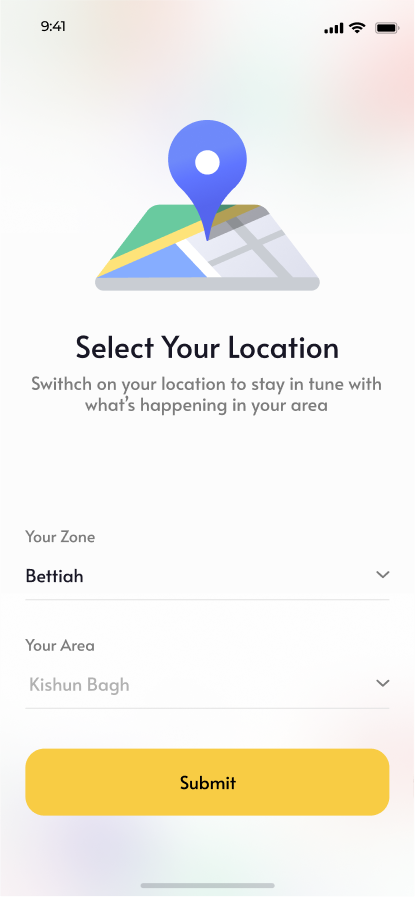 9:41
Select Your Location
Swithch on your location to stay in tune with
what's happening in your area
Your Zone
Bettiah
Your Area
Kishun Bagh
Submit